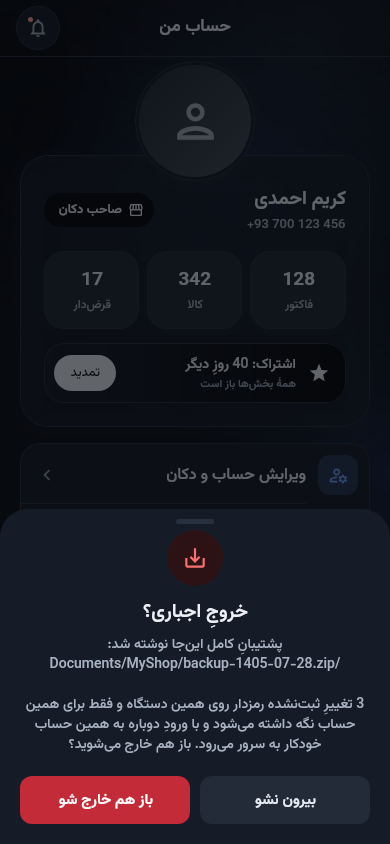 حساب من
کریم احمدی
صاحب دکان
+93 700 123 456
128
342
17
فاکتور
کالا
قرض‌دار
اشتراک: 40 روزِ دیگر
همهٔ بخش‌ها باز است
تمدید
ویرایش حساب و دکان
خروجِ اجباری؟
پشتیبانِ کامل این‌جا نوشته شد:
Documents/MyShop/backup-1405-07-28.zip/
3 تغییرِ ثبت‌نشده رمزدار روی همین دستگاه و فقط برای همین
حساب نگه داشته می‌شود و با ورودِ دوباره به همین حساب
خودکار به سرور می‌رود. باز هم خارج می‌شوید؟
بیرون نشو
باز هم خارج شو